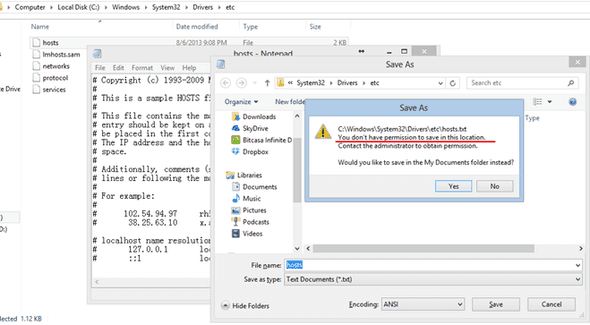 Computer ▸ Local Disk (C:) ▸ Windows ▸ System32 ▸ Drivers ▸ etc
Name
Date modified
Type
Size
hosts
8/6/2013 9:08 PM
File
2 KB
lmhosts.sam
networks
protocol
services
hosts - Notepad
File Edit Format View
# Copyright (c) 1993-2009 M
#
# This is a sample HOSTS f
#
# This file contains the ma
# entry should be kept on
# be placed in the first co
# The IP address and the ho
# space.
#
# Additionally, comments (s
# lines or following the ma
#
# For example:
#
# 102.54.94.97 rhi
# 38.25.63.10 x.a
# localhost name resolution
# 127.0.0.1 loc
# ::1 loc
Save As
« System32 ▸ Drivers ▸ etc
Search etc
Organize
New folde
Type
Downloads
SkyDrive
Bitcasa Infinite D
Dropbox
Libraries
Documents
Music
Pictures
Podcasts
Videos
Save As
C:\Windows\System32\Drivers\etc\hosts.txt
You don't have permission to save in this location.
Contact the administrator to obtain permission.
Would you like to save in the My Documents folder instead?
Yes
No
File name: hosts
Save as type: Text Documents (*.txt)
Hide Folders
Encoding: ANSI
Save
Cancel
te Drive
:)
D:)
elected 1.12 KB